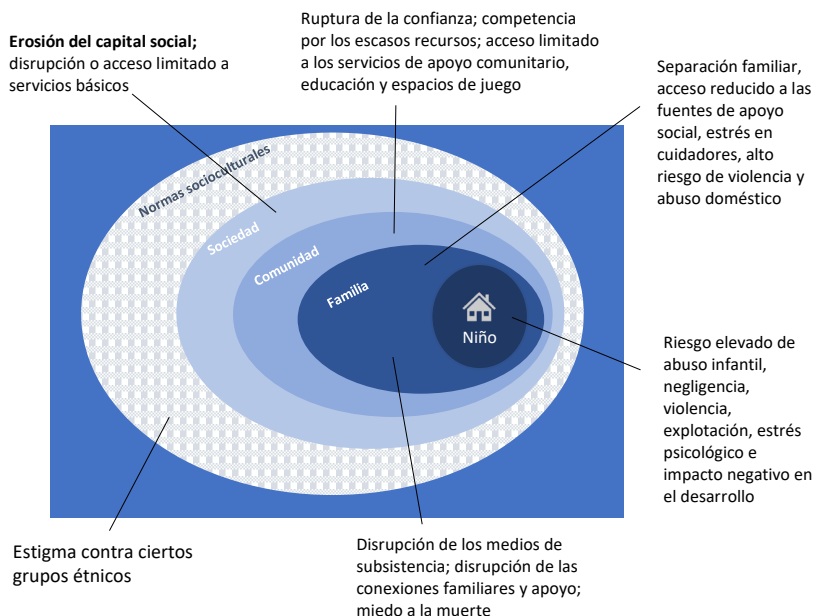 Erosión del capital social;
disrupción o acceso limitado a
servicios básicos
Ruptura de la confianza; competencia
por los escasos recursos; acceso limitado
a los servicios de apoyo comunitario,
educación y espacios de juego
Separación familiar,
acceso reducido a las
fuentes de apoyo
social, estrés en
cuidadores, alto
riesgo de violencia y
abuso doméstico
Normas socioculturales
Sociedad
Comunidad
Familia
Niño
Riesgo elevado de
abuso infantil,
negligencia,
violencia,
explotación, estrés
psicológico e
impacto negativo en
el desarrollo
Estigma contra ciertos
grupos étnicos
Disrupción de los medios de
subsistencia; disrupción de las
conexiones familiares y apoyo;
miedo a la muerte